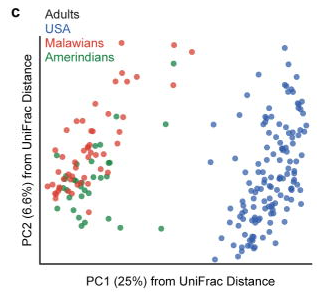 c
Adults
USA
Malawians
Amerindians
PC2 (6.6%) from UniFrac Distance
PC1 (25%) from UniFrac Distance